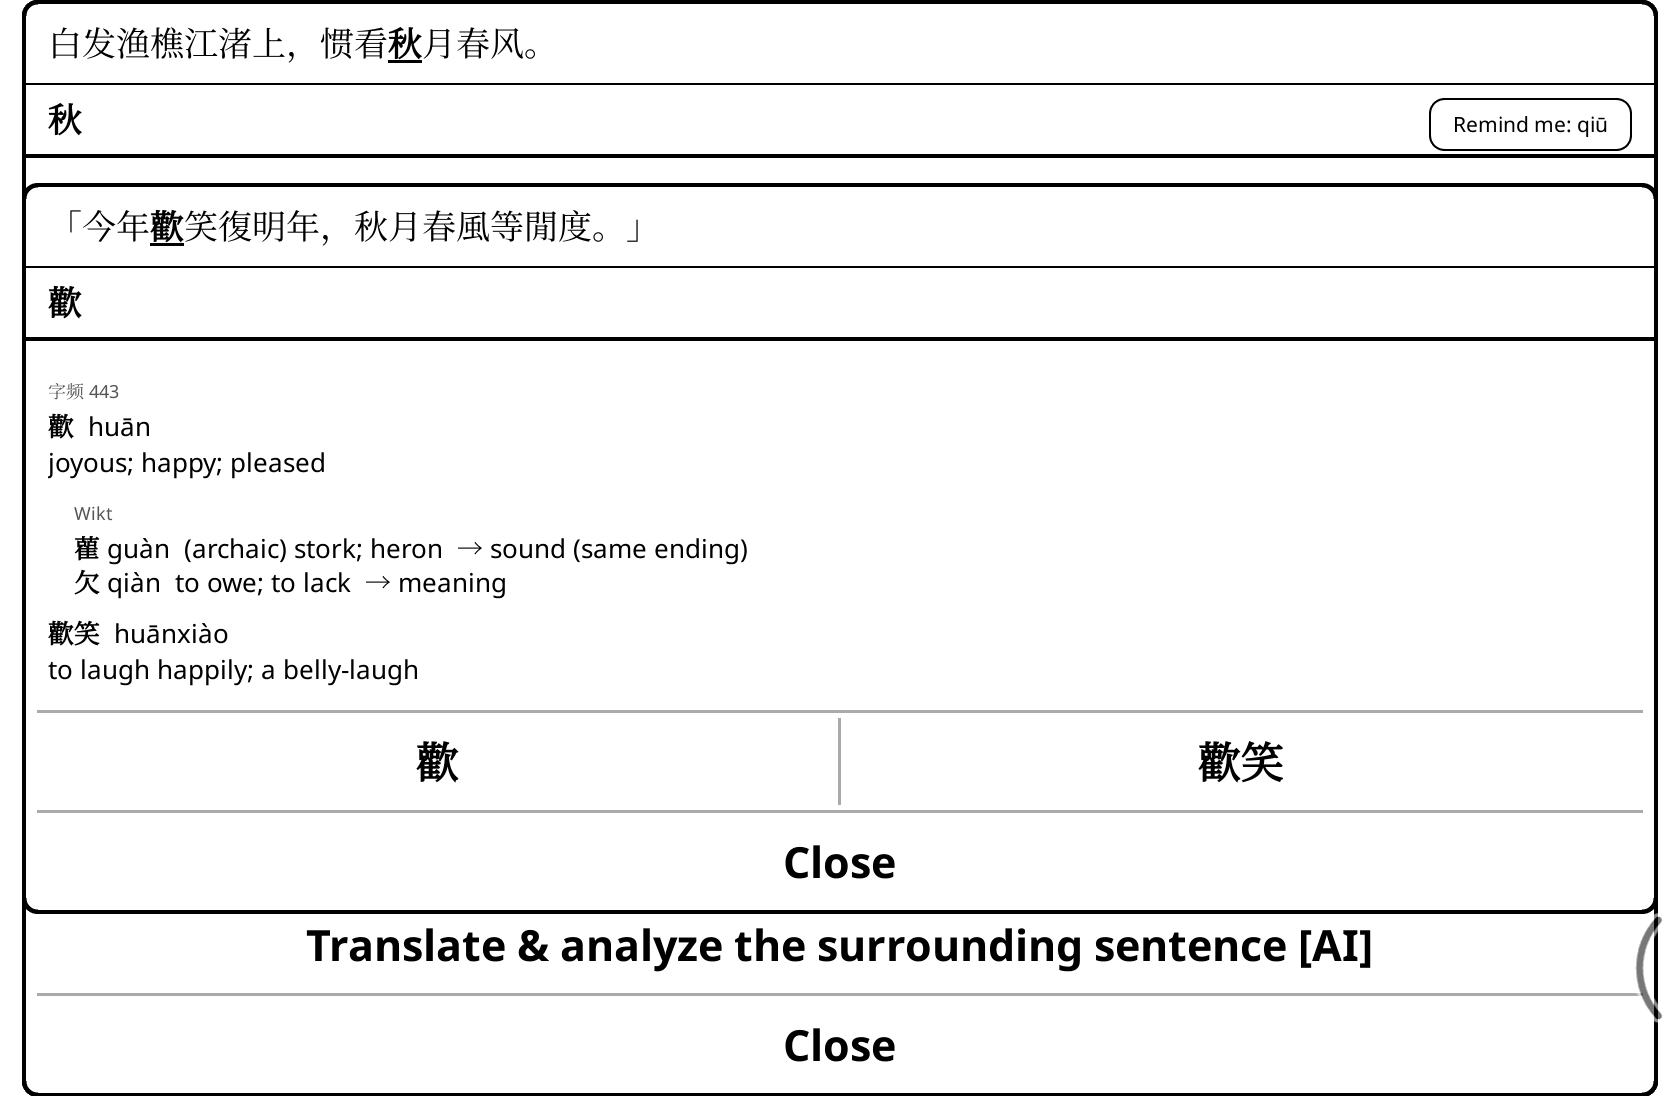 白发渔樵江渚上，惯看秋月春风。
秋
Remind me: qiū
「今年歡笑復明年，秋月春風等閒度。」
歡
字频 443
歡 huān
joyous; happy; pleased
Wikt
雚 guàn (archaic) stork; heron → sound (same ending)
欠 qiàn to owe; to lack → meaning
歡笑 huānxiào
to laugh happily; a belly-laugh
歡 歡笑
Close
Translate & analyze the surrounding sentence [AI]
Close